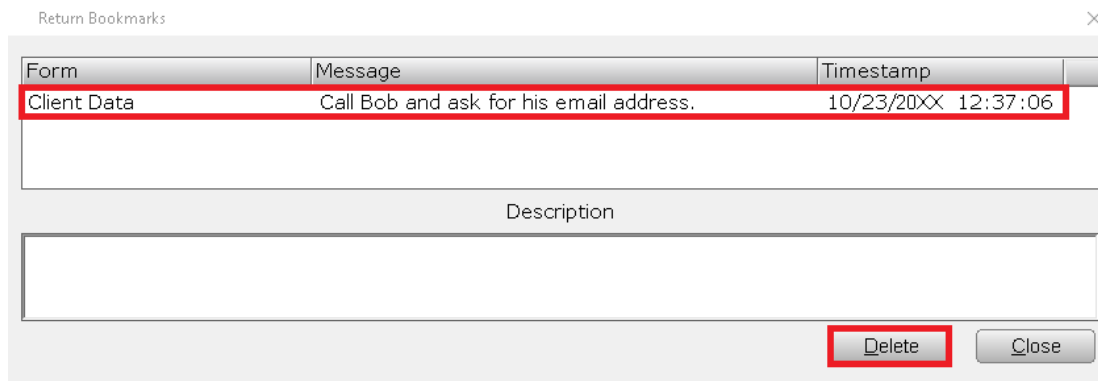 Return Bookmarks
Form Message Timestamp
Client Data Call Bob and ask for his email address. 10/23/20XX 12:37:06
Description
Delete Close